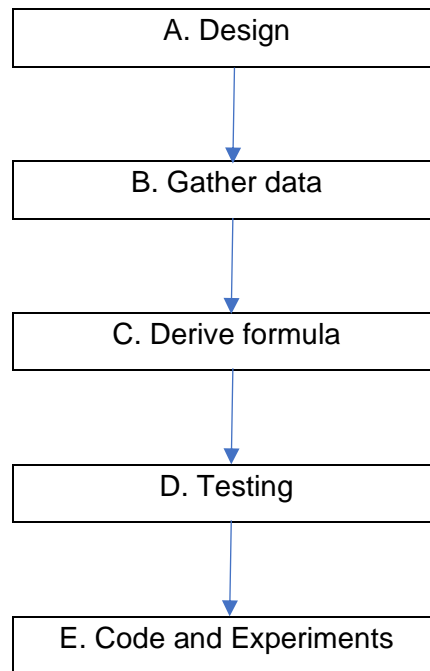 A. Design
B. Gather data
C. Derive formula
D. Testing
E. Code and Experiments